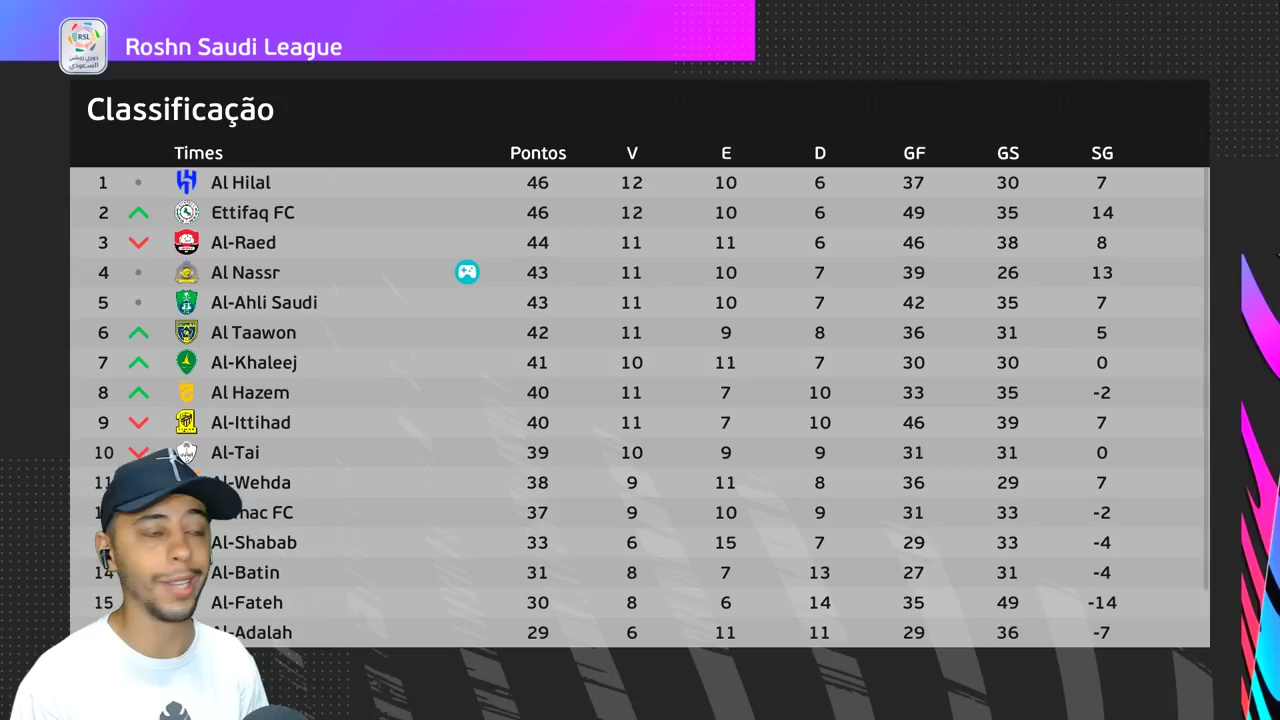 RSL
دوري روشن
السعودي
Roshn Saudi League
Classificação
Times Pontos V E D GF GS SG
1 Al Hilal 46 12 10 6 37 30 7
2 Ettifaq FC 46 12 10 6 49 35 14
3 Al-Raed 44 11 11 6 46 38 8
4 Al Nassr 43 11 10 7 39 26 13
5 Al-Ahli Saudi 43 11 10 7 42 35 7
6 Al Taawon 42 11 9 8 36 31 5
7 Al-Khaleej 41 10 11 7 30 30 0
8 Al Hazem 40 11 7 10 33 35 -2
9 Al-Ittihad 40 11 7 10 46 39 7
10 Al-Tai 39 10 9 9 31 31 0
11 Al-Wehda 38 9 11 8 36 29 7
FC 37 9 10 9 31 33 -2
Al-Shabab 33 6 15 7 29 33 -4
14 Al-Batin 31 8 7 13 27 31 -4
15 Al-Fateh 30 8 6 14 35 49 -14
Al-Adalah 29 6 11 11 29 36 -7